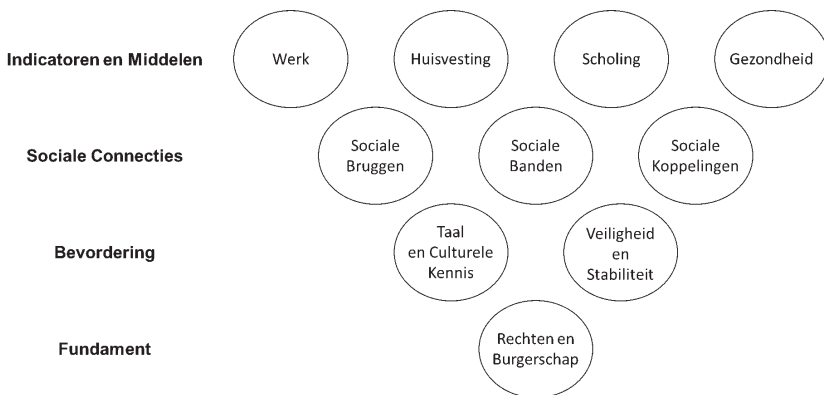 Indicatoren en Middelen
Werk
Huisvesting
Scholing
Gezondheid
Sociale Connecties
Sociale
Bruggen
Sociale
Banden
Sociale
Koppelingen
Bevordering
Taal
en Culturele
Kennis
Veiligheid
en
Stabiliteit
Fundament
Rechten en
Burgerschap